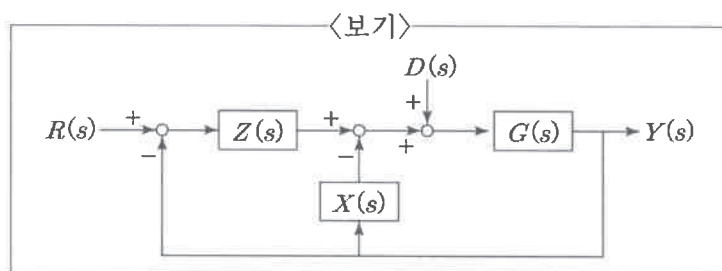 <보기>
D(s)
R(s) + − Z(s) + − + + G(s) Y(s)
X(s)